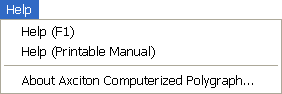 Help
Help (F1)
Help (Printable Manual)
About Axciton Computerized Polygraph...